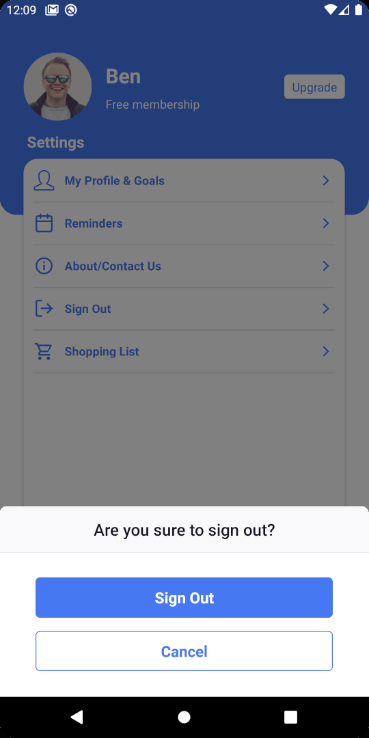 12:09
Ben
Free membership
Upgrade
Settings
My Profile & Goals
Reminders
About/Contact Us
Sign Out
Shopping List
Are you sure to sign out?
Sign Out
Cancel